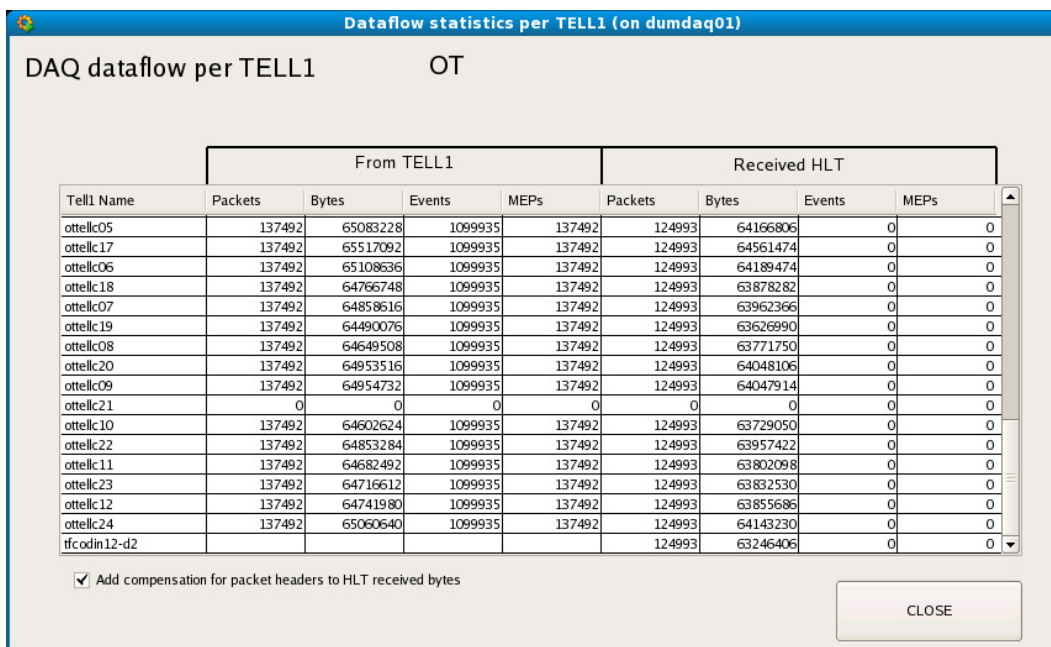 Dataflow statistics per TELL1 (on dumdaq01)
DAQ dataflow per TELL1 OT
From TELL1 Received HLT
Tell1 Name Packets Bytes Events MEPs Packets Bytes Events MEPs
ottellc05 137492 65083228 1099935 137492 124993 64166806 0 0
ottellc17 137492 65517092 1099935 137492 124993 64561474 0 0
ottellc06 137492 65108636 1099935 137492 124993 64189474 0 0
ottellc18 137492 64766748 1099935 137492 124993 63878282 0 0
ottellc07 137492 64858616 1099935 137492 124993 63962366 0 0
ottellc19 137492 64490076 1099935 137492 124993 63626990 0 0
ottellc08 137492 64649508 1099935 137492 124993 63771750 0 0
ottellc20 137492 64953516 1099935 137492 124993 64048106 0 0
ottellc09 137492 64954732 1099935 137492 124993 64047914 0 0
ottellc21 0 0 0 0 0 0 0 0
ottellc10 137492 64602624 1099935 137492 124993 63729050 0 0
ottellc22 137492 64853284 1099935 137492 124993 63957422 0 0
ottellc11 137492 64682492 1099935 137492 124993 63802098 0 0
ottellc23 137492 64716612 1099935 137492 124993 63832530 0 0
ottellc12 137492 64741980 1099935 137492 124993 63855686 0 0
ottellc24 137492 65060640 1099935 137492 124993 64143230 0 0
tfcodin12-d2 124993 63246406 0 0
Add compensation for packet headers to HLT received bytes
CLOSE